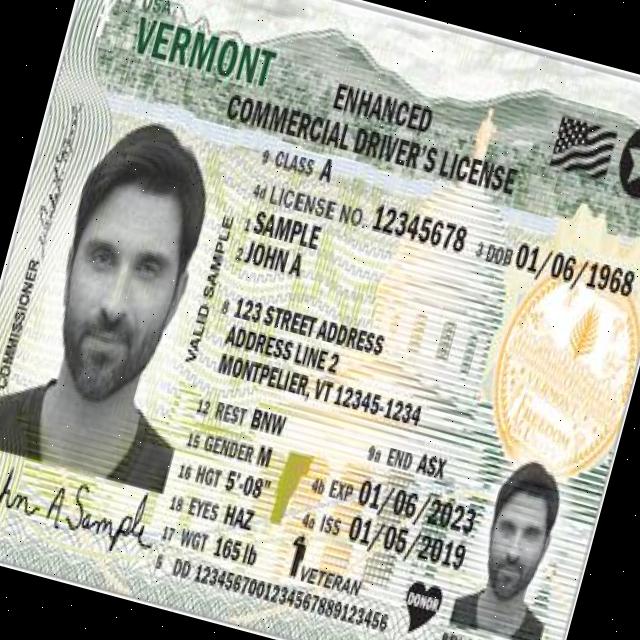 USA
VERMONT
ENHANCED
COMMERCIAL DRIVER'S LICENSE
9 CLASS A
4d LICENSE NO. 12345678 3 DOB 01/06/1968
1 SAMPLE
2 JOHN A
8 123 STREET ADDRESS
ADDRESS LINE 2
MONTPELIER, VT 12345-1234
12 REST BNW
9a END ASX
15 GENDER M
16 HGT 5'-08"
4b EXP 01/06/2023
18 EYES HAZ
4a ISS 01/05/2019
17 WGT 165 lb
VETERAN
5 DD 1234567001234567889123456
DONOR
VALID SAMPLE
COMMISSIONER
John A Sample